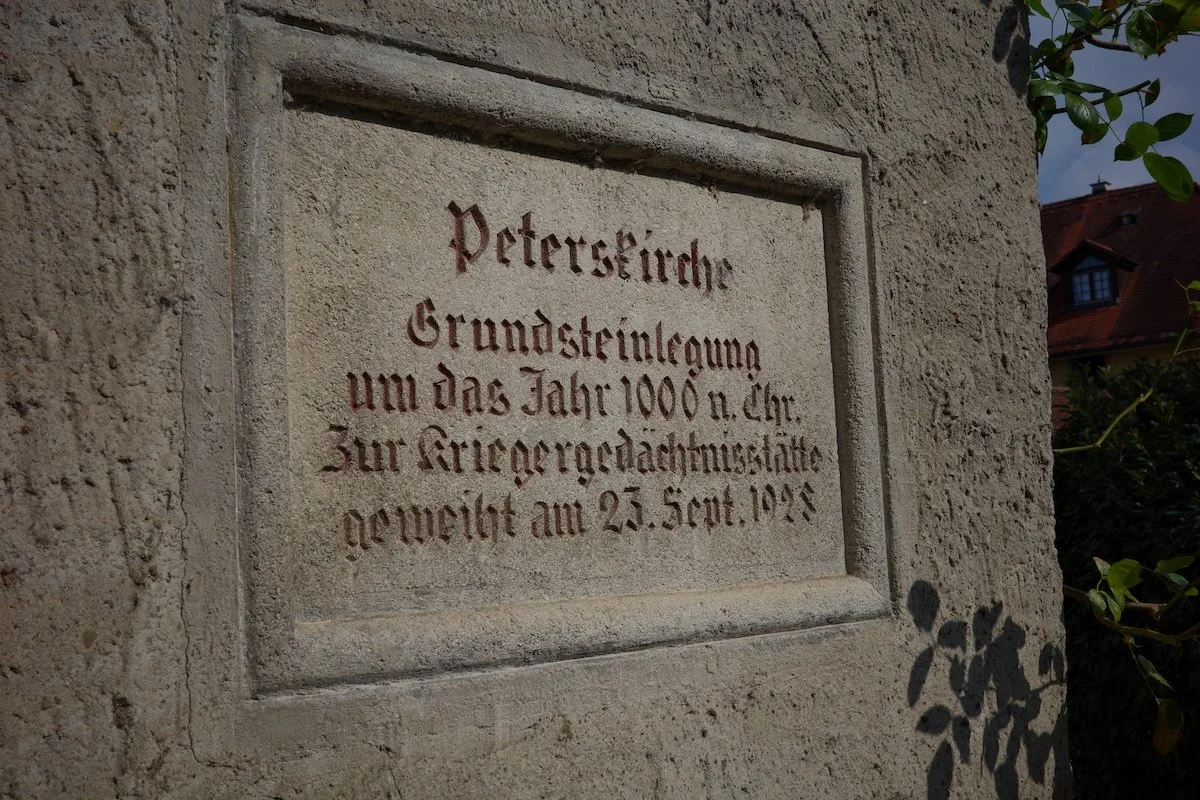 Peterskirche
Grundsteinlegung
um das Jahr 1000 n. Chr.
Zur Kriegergedächtnisstätte
geweiht am 23. Sept. 1928